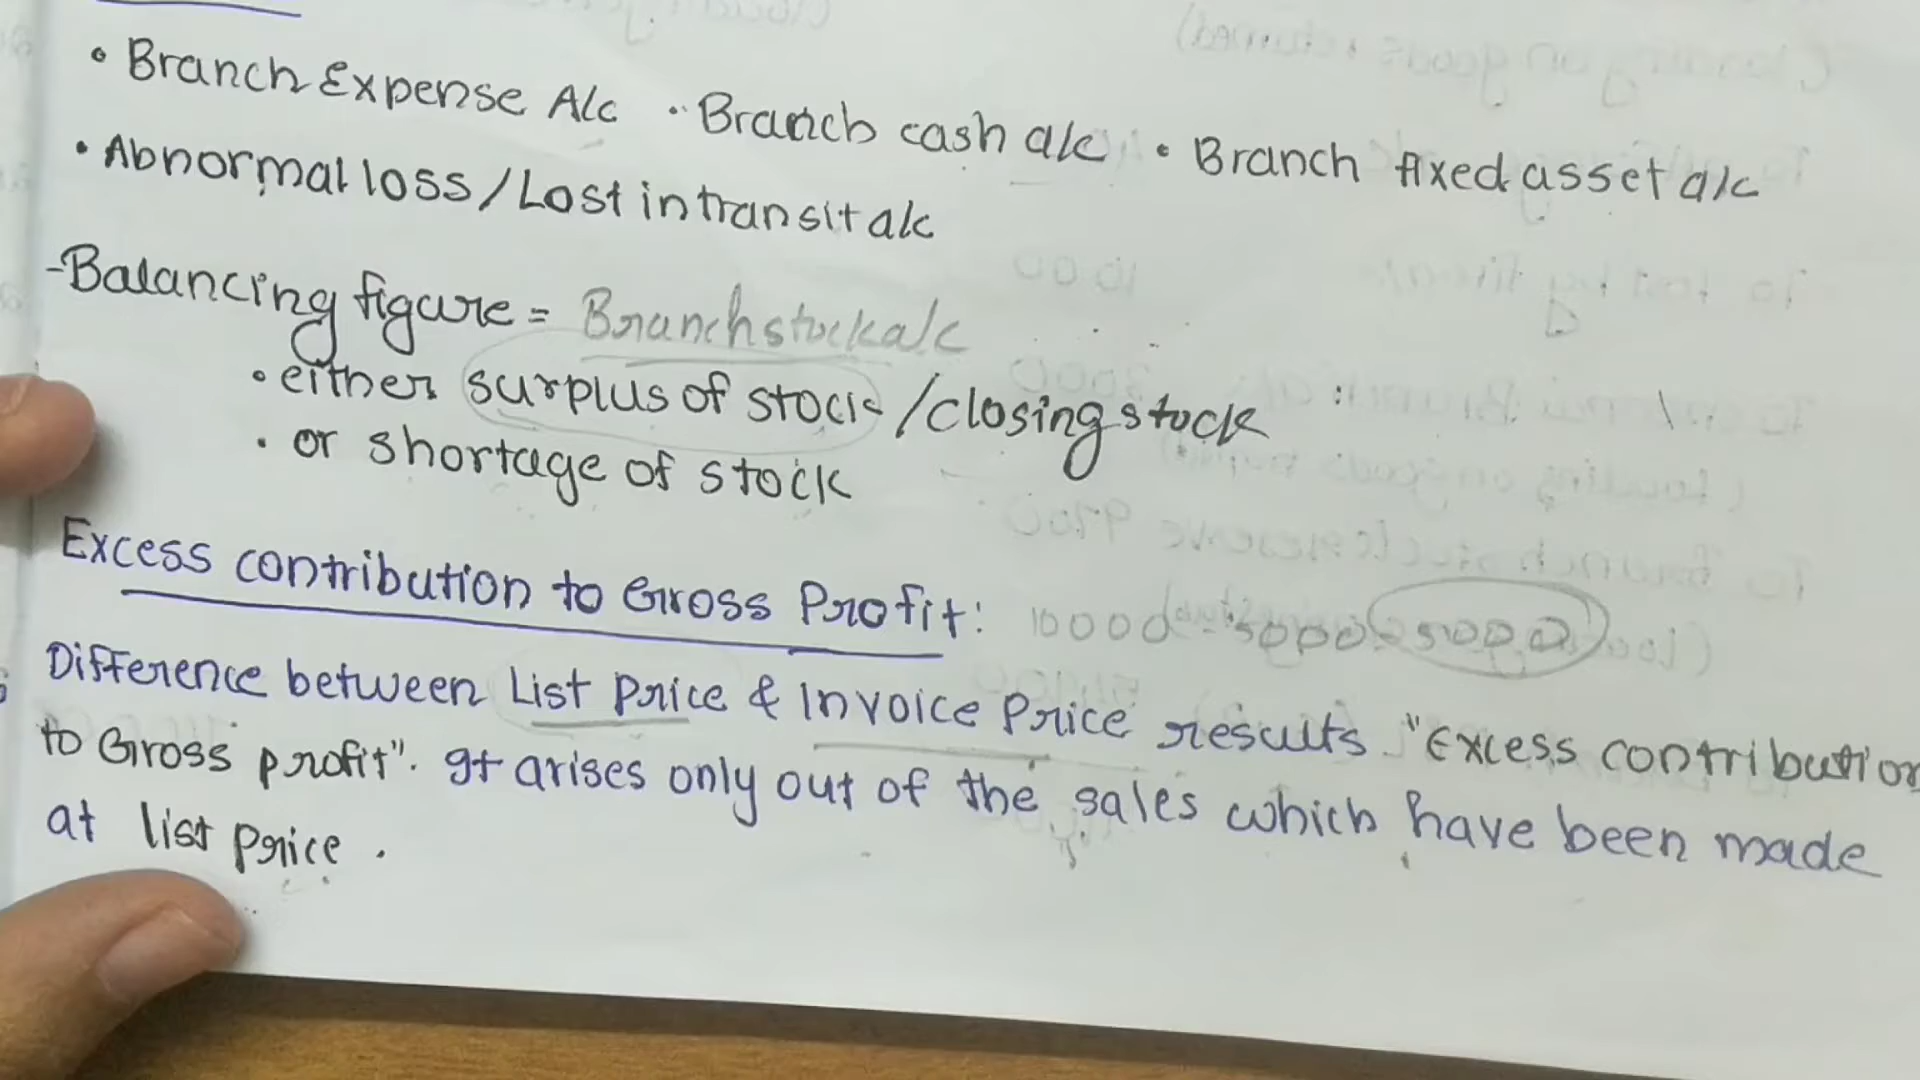 • Branch Expense A/c • Branch cash a/c • Branch fixed asset a/c
• Abnormal loss/Lost in transit a/c
-Balancing figure = Branch stock a/c
• either surplus of stock/closing stock
• or shortage of stock
Excess contribution to Gross Profit: 10000 - 5000 = 5000
Difference between List Price & Invoice Price results "Excess contribution
to Gross profit". It arises only out of the sales which have been made
at list price.